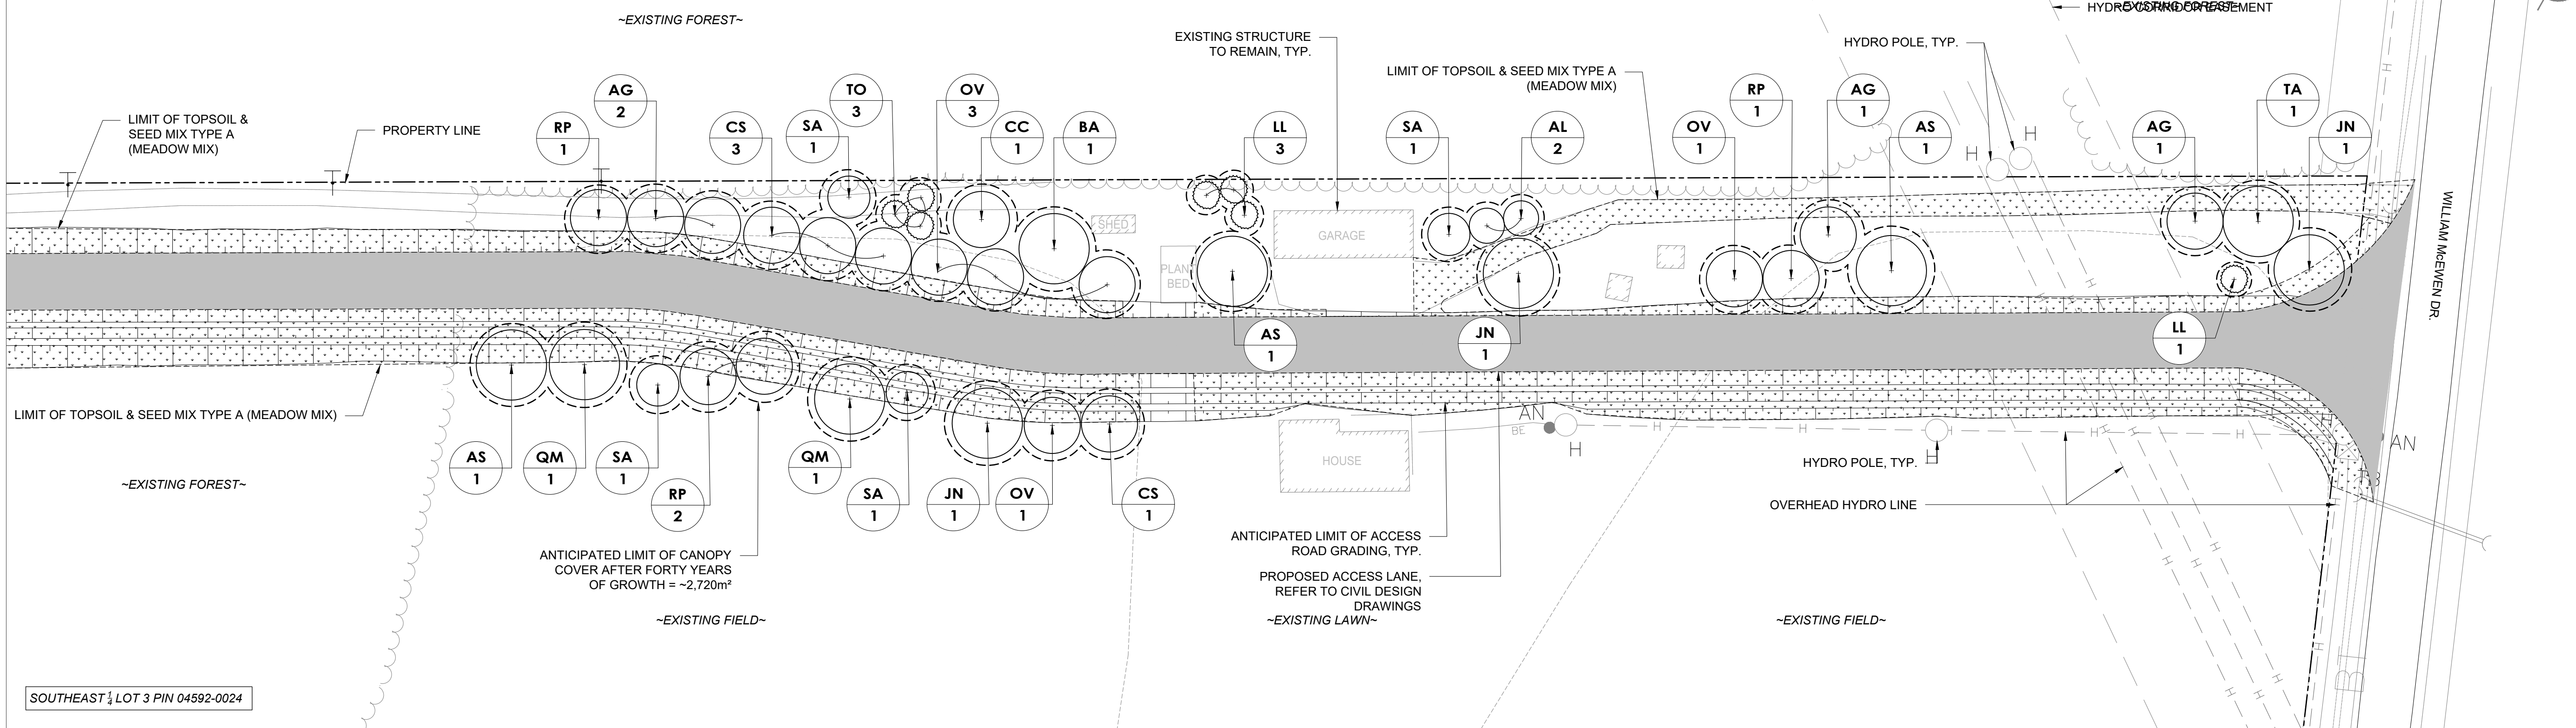 ~EXISTING FOREST~
HYDRO CORRIDOR EASEMENT
~EXISTING FOREST~
EXISTING STRUCTURE
TO REMAIN, TYP.
HYDRO POLE, TYP.
LIMIT OF TOPSOIL & SEED MIX TYPE A
(MEADOW MIX)
LIMIT OF TOPSOIL &
SEED MIX TYPE A
(MEADOW MIX)
PROPERTY LINE
RP
1
AG
2
CS
3
SA
1
TO
3
OV
3
CC
1
BA
1
LL
3
SA
1
AL
2
OV
1
RP
1
AG
1
AS
1
AG
1
TA
1
JN
1
H
H
T
T
T
SHED
GARAGE
PLANT
BED
WILLIAM McEWEN DR.
AS
1
JN
1
LL
1
LIMIT OF TOPSOIL & SEED MIX TYPE A (MEADOW MIX)
AN
BE
H
H
AN
HOUSE
HYDRO POLE, TYP.
AS
1
QM
1
SA
1
RP
2
QM
1
SA
1
JN
1
OV
1
CS
1
~EXISTING FOREST~
OVERHEAD HYDRO LINE
ANTICIPATED LIMIT OF CANOPY
COVER AFTER FORTY YEARS
OF GROWTH = ~2,720m²
ANTICIPATED LIMIT OF ACCESS
ROAD GRADING, TYP.
PROPOSED ACCESS LANE,
REFER TO CIVIL DESIGN
DRAWINGS
~EXISTING FIELD~
~EXISTING LAWN~
~EXISTING FIELD~
SOUTHEAST ¼ LOT 3 PIN 04592-0024